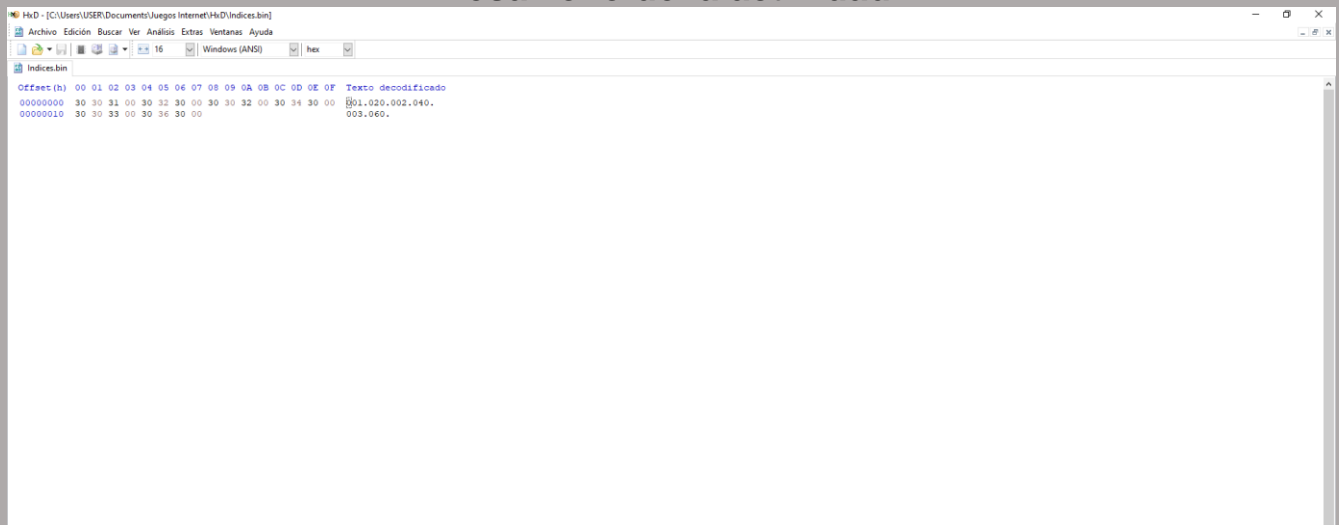 HxD - [C:\Users\USER\Documents\Juegos Internet\HxD\Indices.bin]
Archivo Edición Buscar Ver Análisis Extras Ventanas Ayuda
16 Windows (ANSI) hex
Indices.bin
Offset(h) 00 01 02 03 04 05 06 07 08 09 0A 0B 0C 0D 0E 0F Texto decodificado
00000000 30 30 31 00 30 32 30 00 30 30 32 00 30 34 30 00 001.020.002.040.
00000010 30 30 33 00 30 36 30 00 003.060.